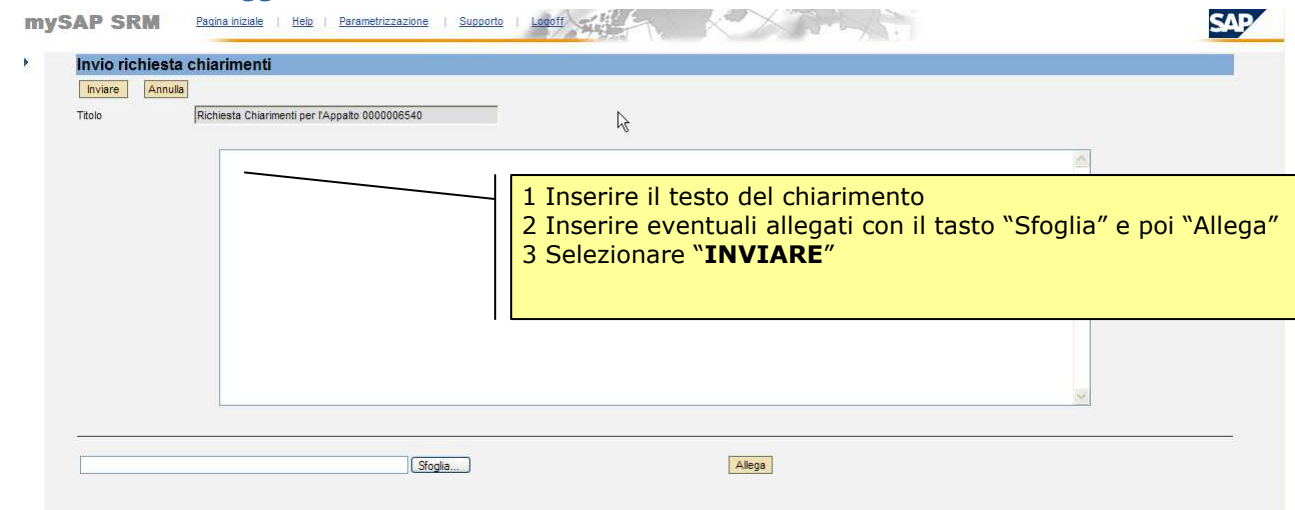 mySAP SRM Pagina iniziale | Help | Parametrizzazione | Supporto | Logoff SAP
Invio richiesta chiarimenti
Inviare Annulla
Titolo Richiesta Chiarimenti per l'Appalto 0000006540
1 Inserire il testo del chiarimento
2 Inserire eventuali allegati con il tasto “Sfoglia” e poi “Allega”
3 Selezionare “INVIARE”
Sfoglia... Allega